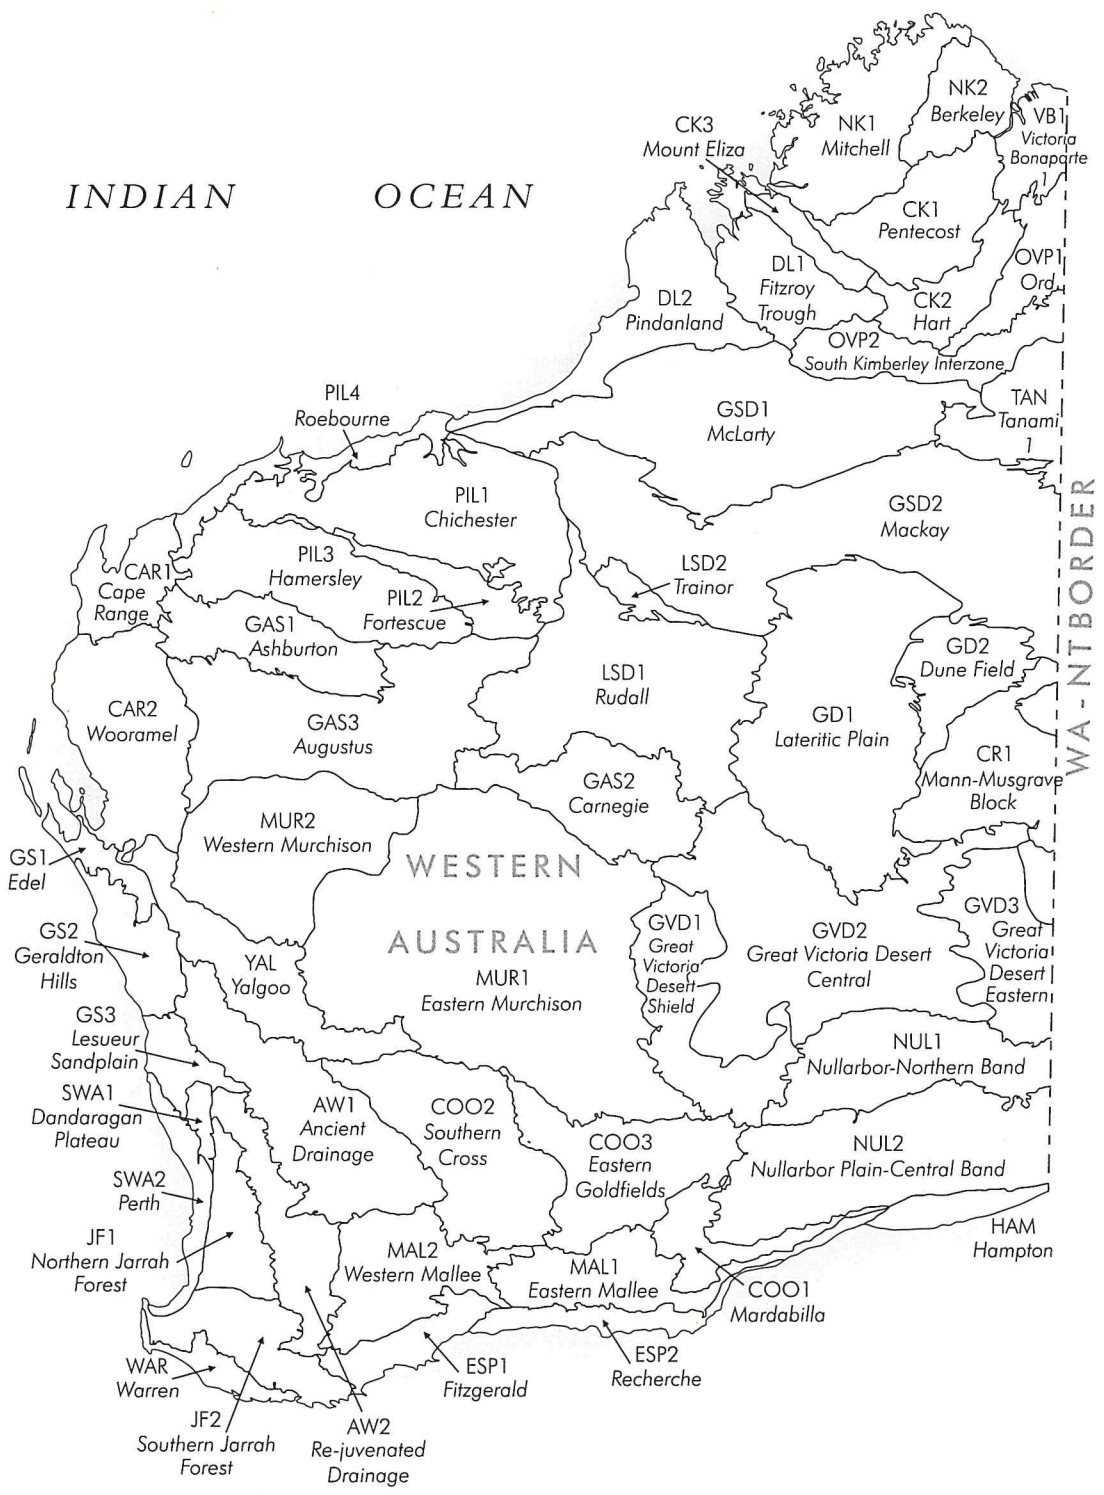 NK2
Berkeley
VB1
Victoria
Bonaparte
1
CK3
Mount Eliza
NK1
Mitchell
INDIAN OCEAN
CK1
Pentecost
OVP1
Ord
DL1
Fitzroy
Trough
DL2
Pindanland
CK2
Hart
OVP2
South Kimberley Interzone
PIL4
Roebourne
TAN
Tanami
1
GSD1
McLarty
PIL1
Chichester
GSD2
Mackay
WA - NT BORDER
PIL3
Hamersley
LSD2
Trainor
CAR1
Cape
Range
PIL2
Fortescue
GAS1
Ashburton
GD2
Dune Field
LSD1
Rudall
CAR2
Wooramel
GAS3
Augustus
GD1
Lateritic Plain
CR1
Mann-Musgrave
Block
GAS2
Carnegie
MUR2
Western Murchison
GS1
Edel
WESTERN
AUSTRALIA
GS2
Geraldton
Hills
YAL
Yalgoo
MUR1
Eastern Murchison
GVD1
Great
Victoria
Desert
Shield
GVD2
Great Victoria Desert
Central
GVD3
Great
Victoria
Desert
Eastern
GS3
Lesueur
Sandplain
NUL1
Nullarbor-Northern Band
SWA1
Dandaragan
Plateau
AW1
Ancient
Drainage
COO2
Southern
Cross
COO3
Eastern
Goldfields
NUL2
Nullarbor Plain-Central Band
SWA2
Perth
JF1
Northern Jarrah
Forest
MAL2
Western Mallee
MAL1
Eastern Mallee
HAM
Hampton
COO1
Mardabilla
WAR
Warren
ESP1
Fitzgerald
ESP2
Recherche
JF2
Southern Jarrah
Forest
AW2
Re-juvenated
Drainage